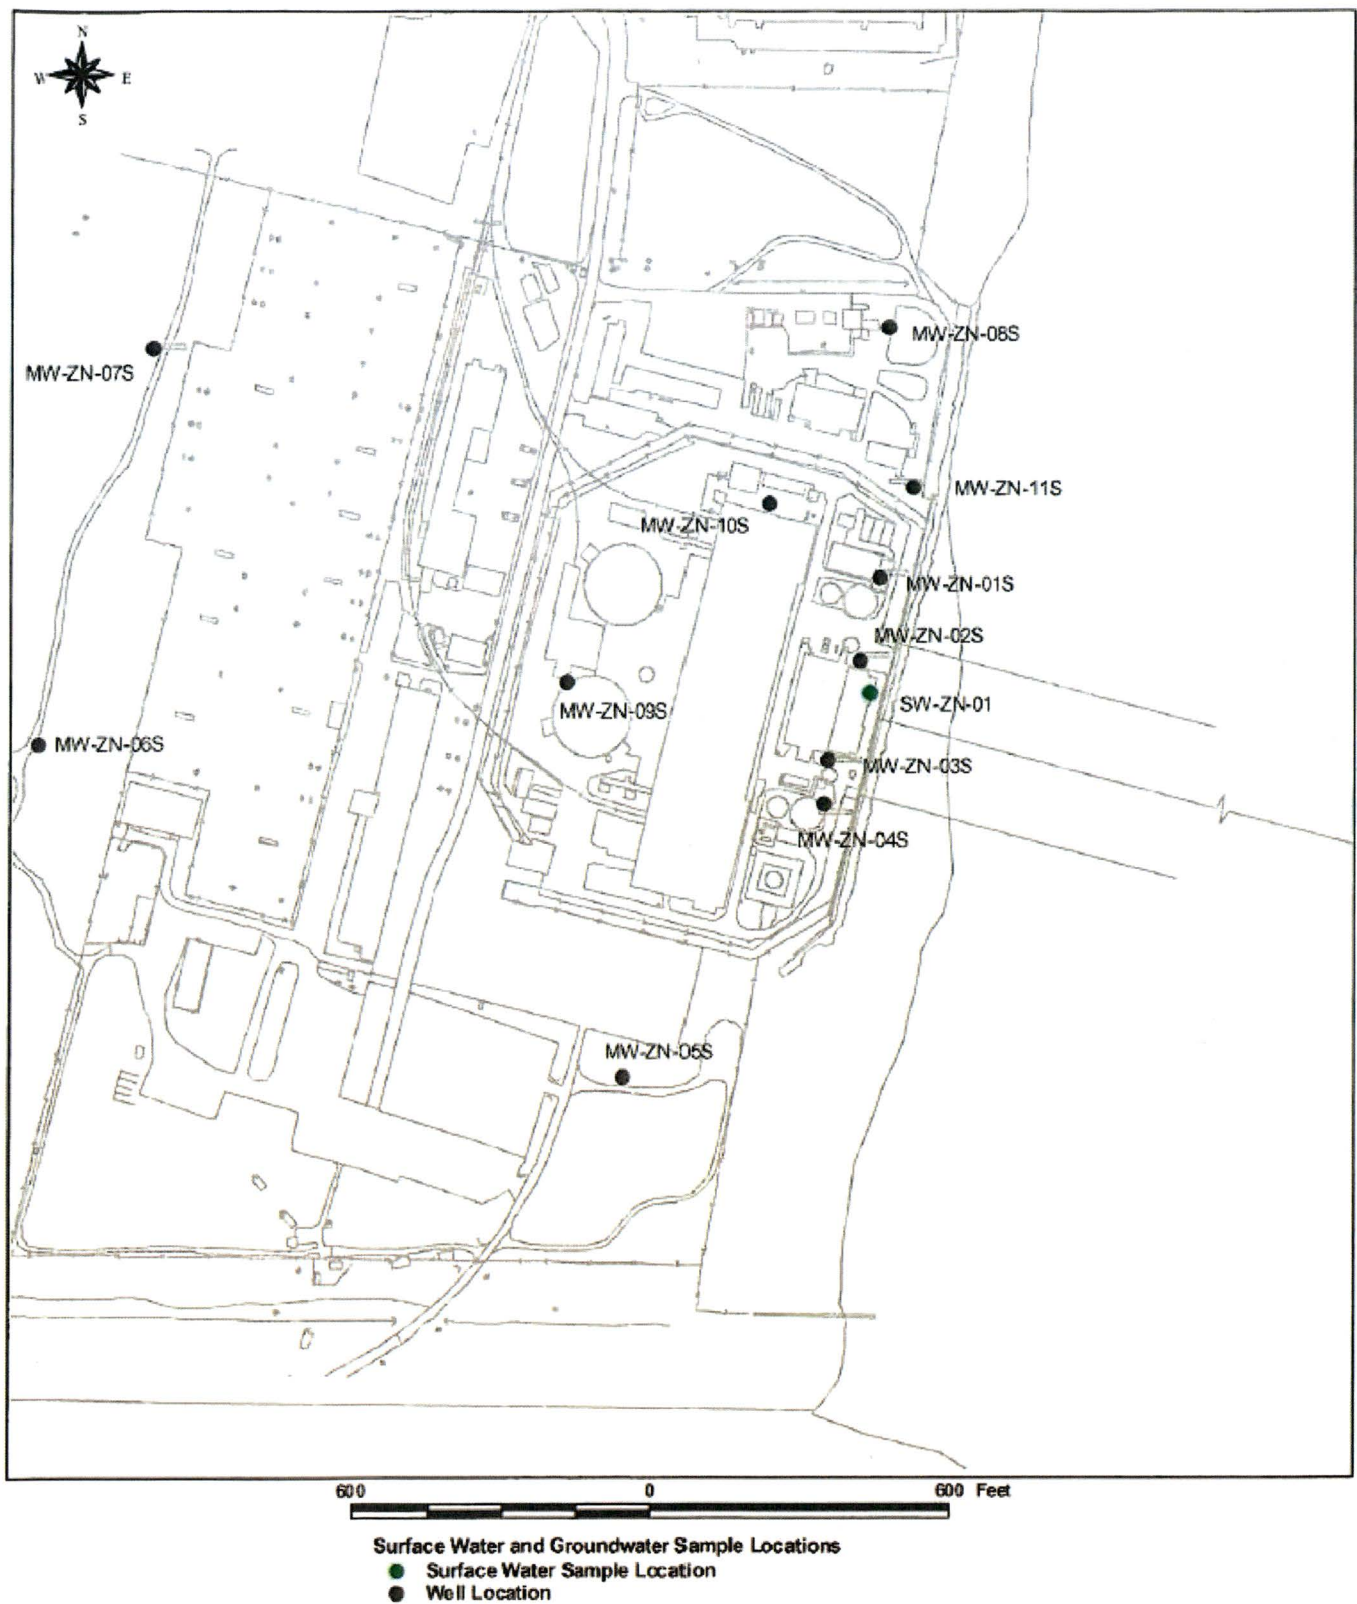 N
W E
S
MW-ZN-08S
MW-ZN-07S
MW-ZN-11S
MW-ZN-10S
MW-ZN-01S
MW-ZN-02S
SW-ZN-01
MW-ZN-09S
MW-ZN-06S
MW-ZN-03S
MW-ZN-04S
MW-ZN-05S
600 0 600 Feet
Surface Water and Groundwater Sample Locations
Surface Water Sample Location
Well Location